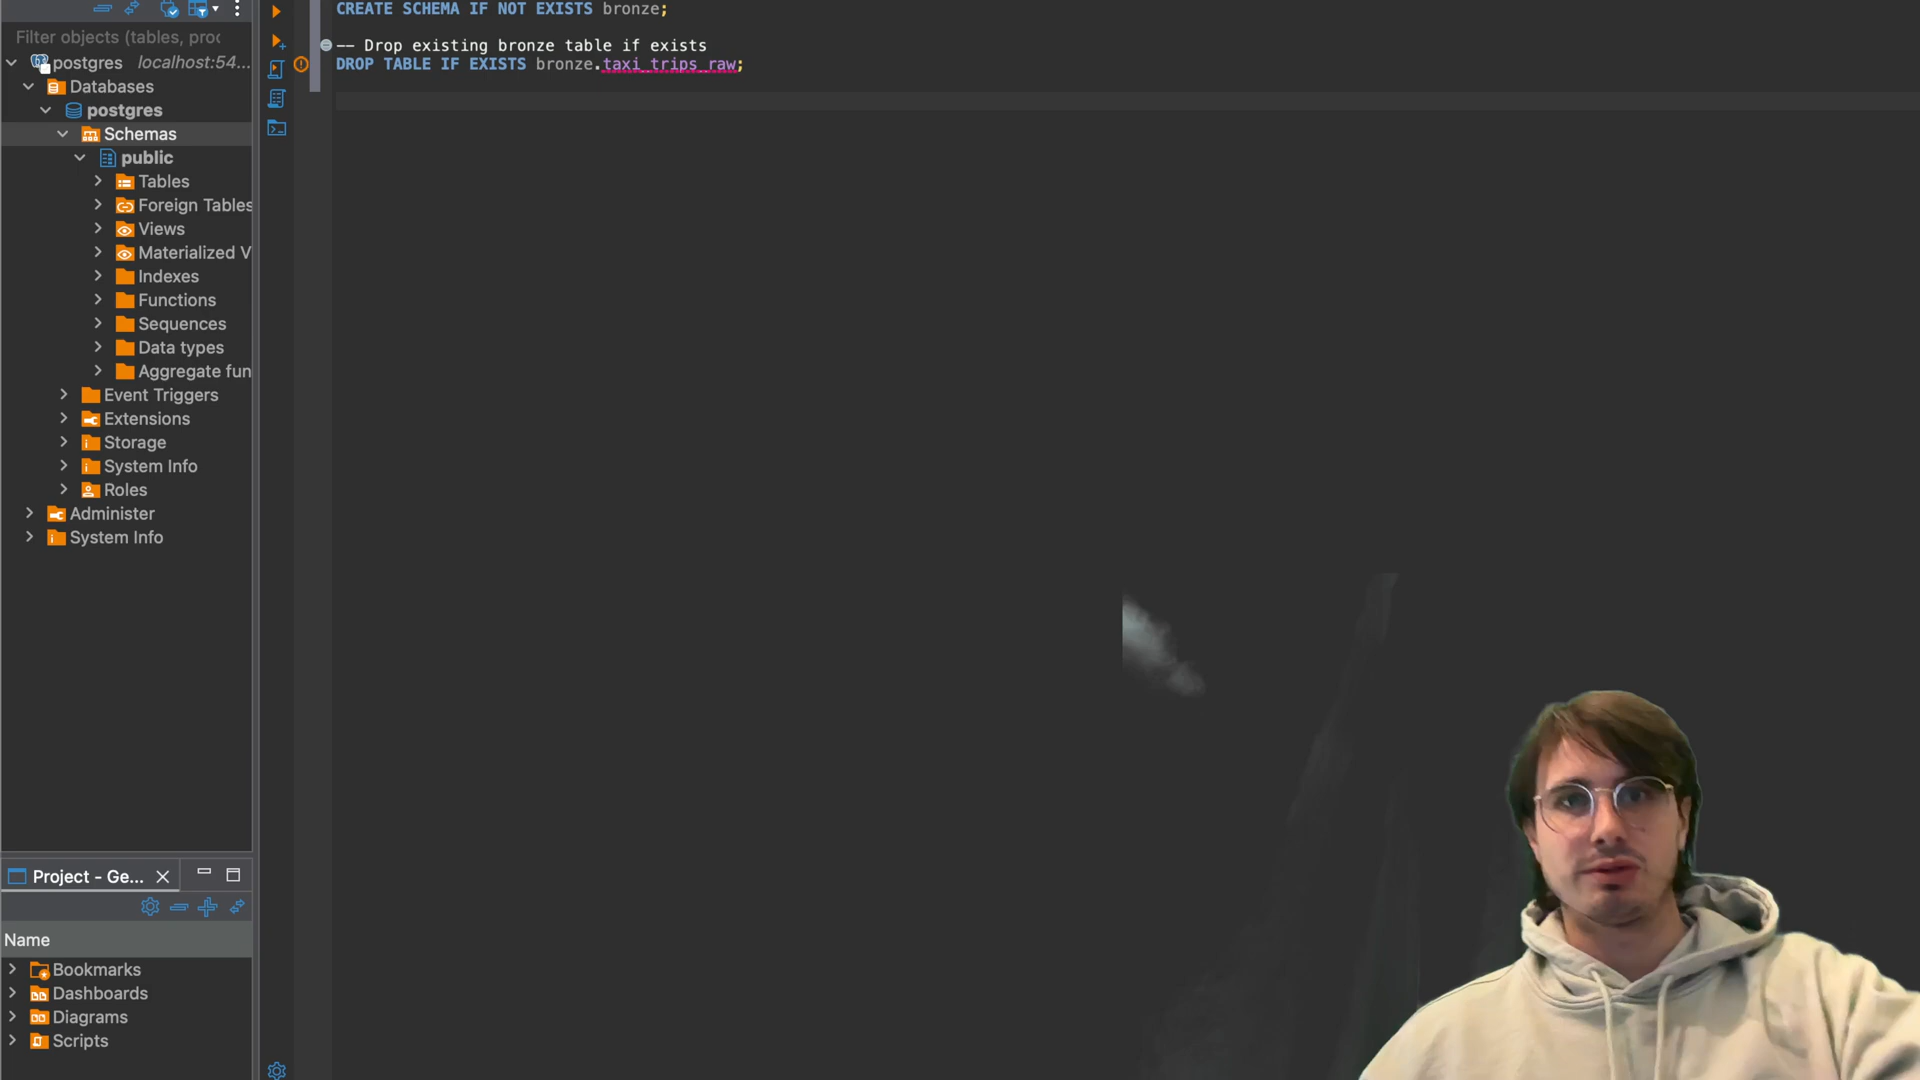 Filter objects (tables, proc
postgres localhost:54...
Databases
postgres
Schemas
public
Tables
Foreign Tables
Views
Materialized V
Indexes
Functions
Sequences
Data types
Aggregate fun
Event Triggers
Extensions
Storage
System Info
Roles
Administer
System Info
Project - Ge...
Name
Bookmarks
Dashboards
Diagrams
Scripts
CREATE SCHEMA IF NOT EXISTS bronze;
-- Drop existing bronze table if exists
DROP TABLE IF EXISTS bronze.taxi_trips_raw;